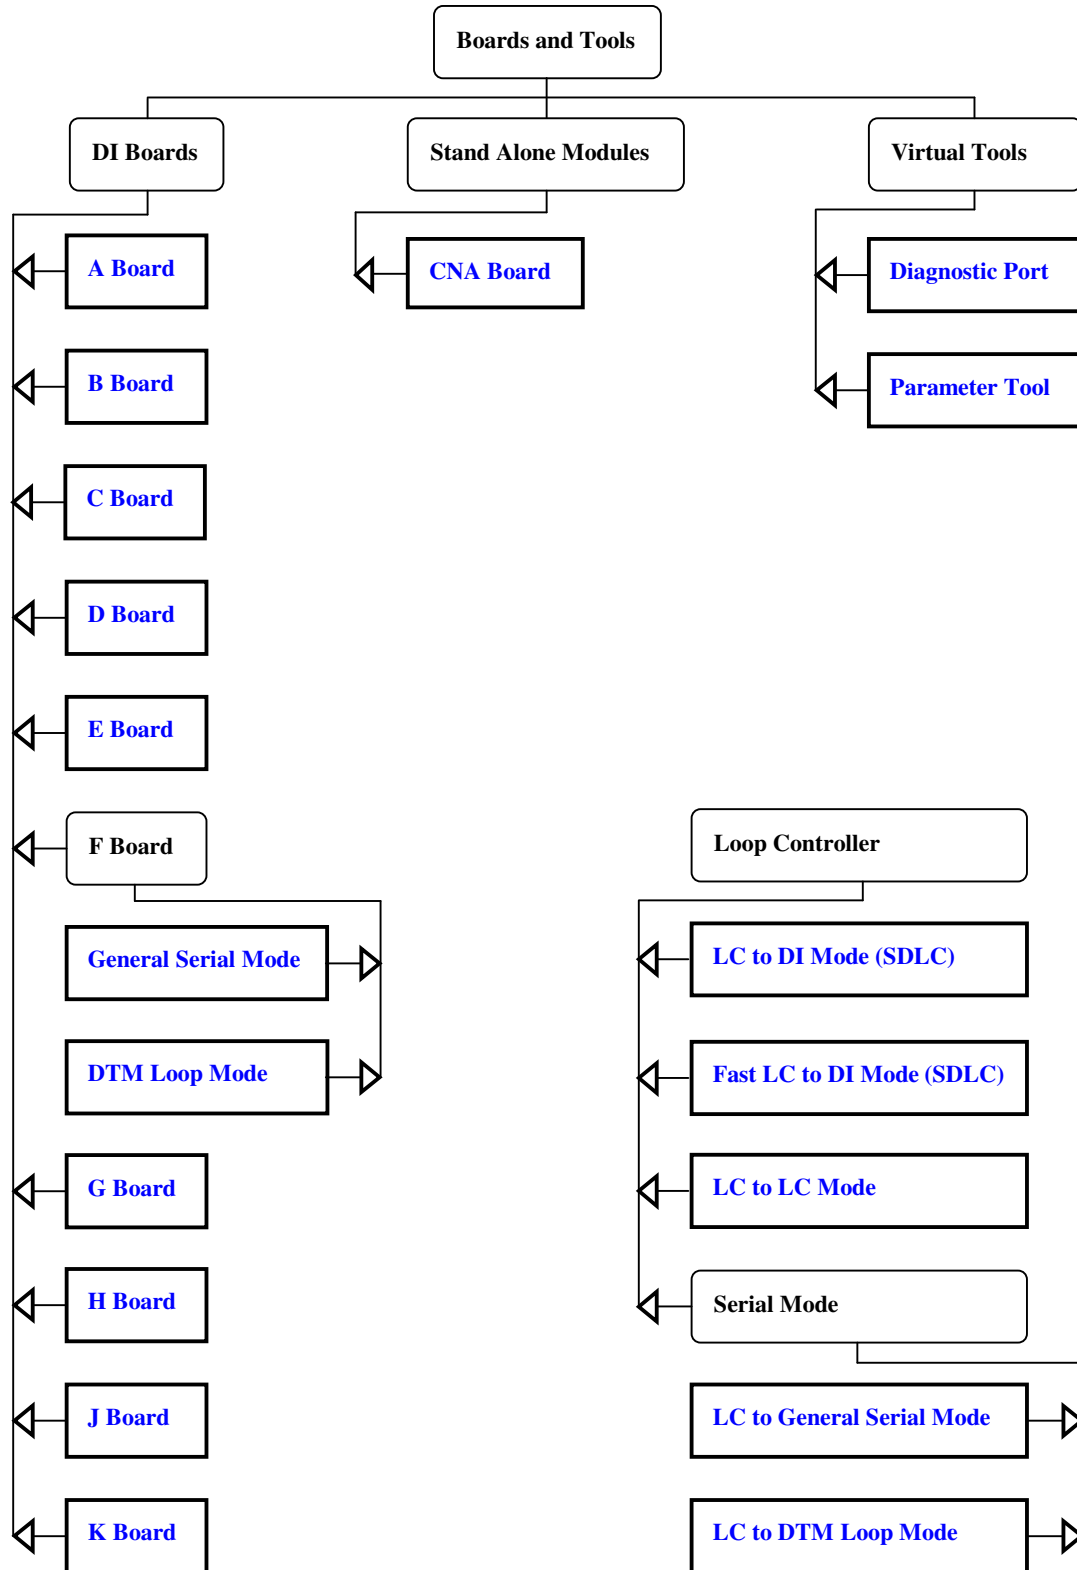 Boards and Tools
DI Boards
Stand Alone Modules
Virtual Tools
A Board
CNA Board
Diagnostic Port
B Board
Parameter Tool
C Board
D Board
E Board
F Board
Loop Controller
General Serial Mode
LC to DI Mode (SDLC)
DTM Loop Mode
Fast LC to DI Mode (SDLC)
G Board
LC to LC Mode
H Board
Serial Mode
J Board
LC to General Serial Mode
K Board
LC to DTM Loop Mode